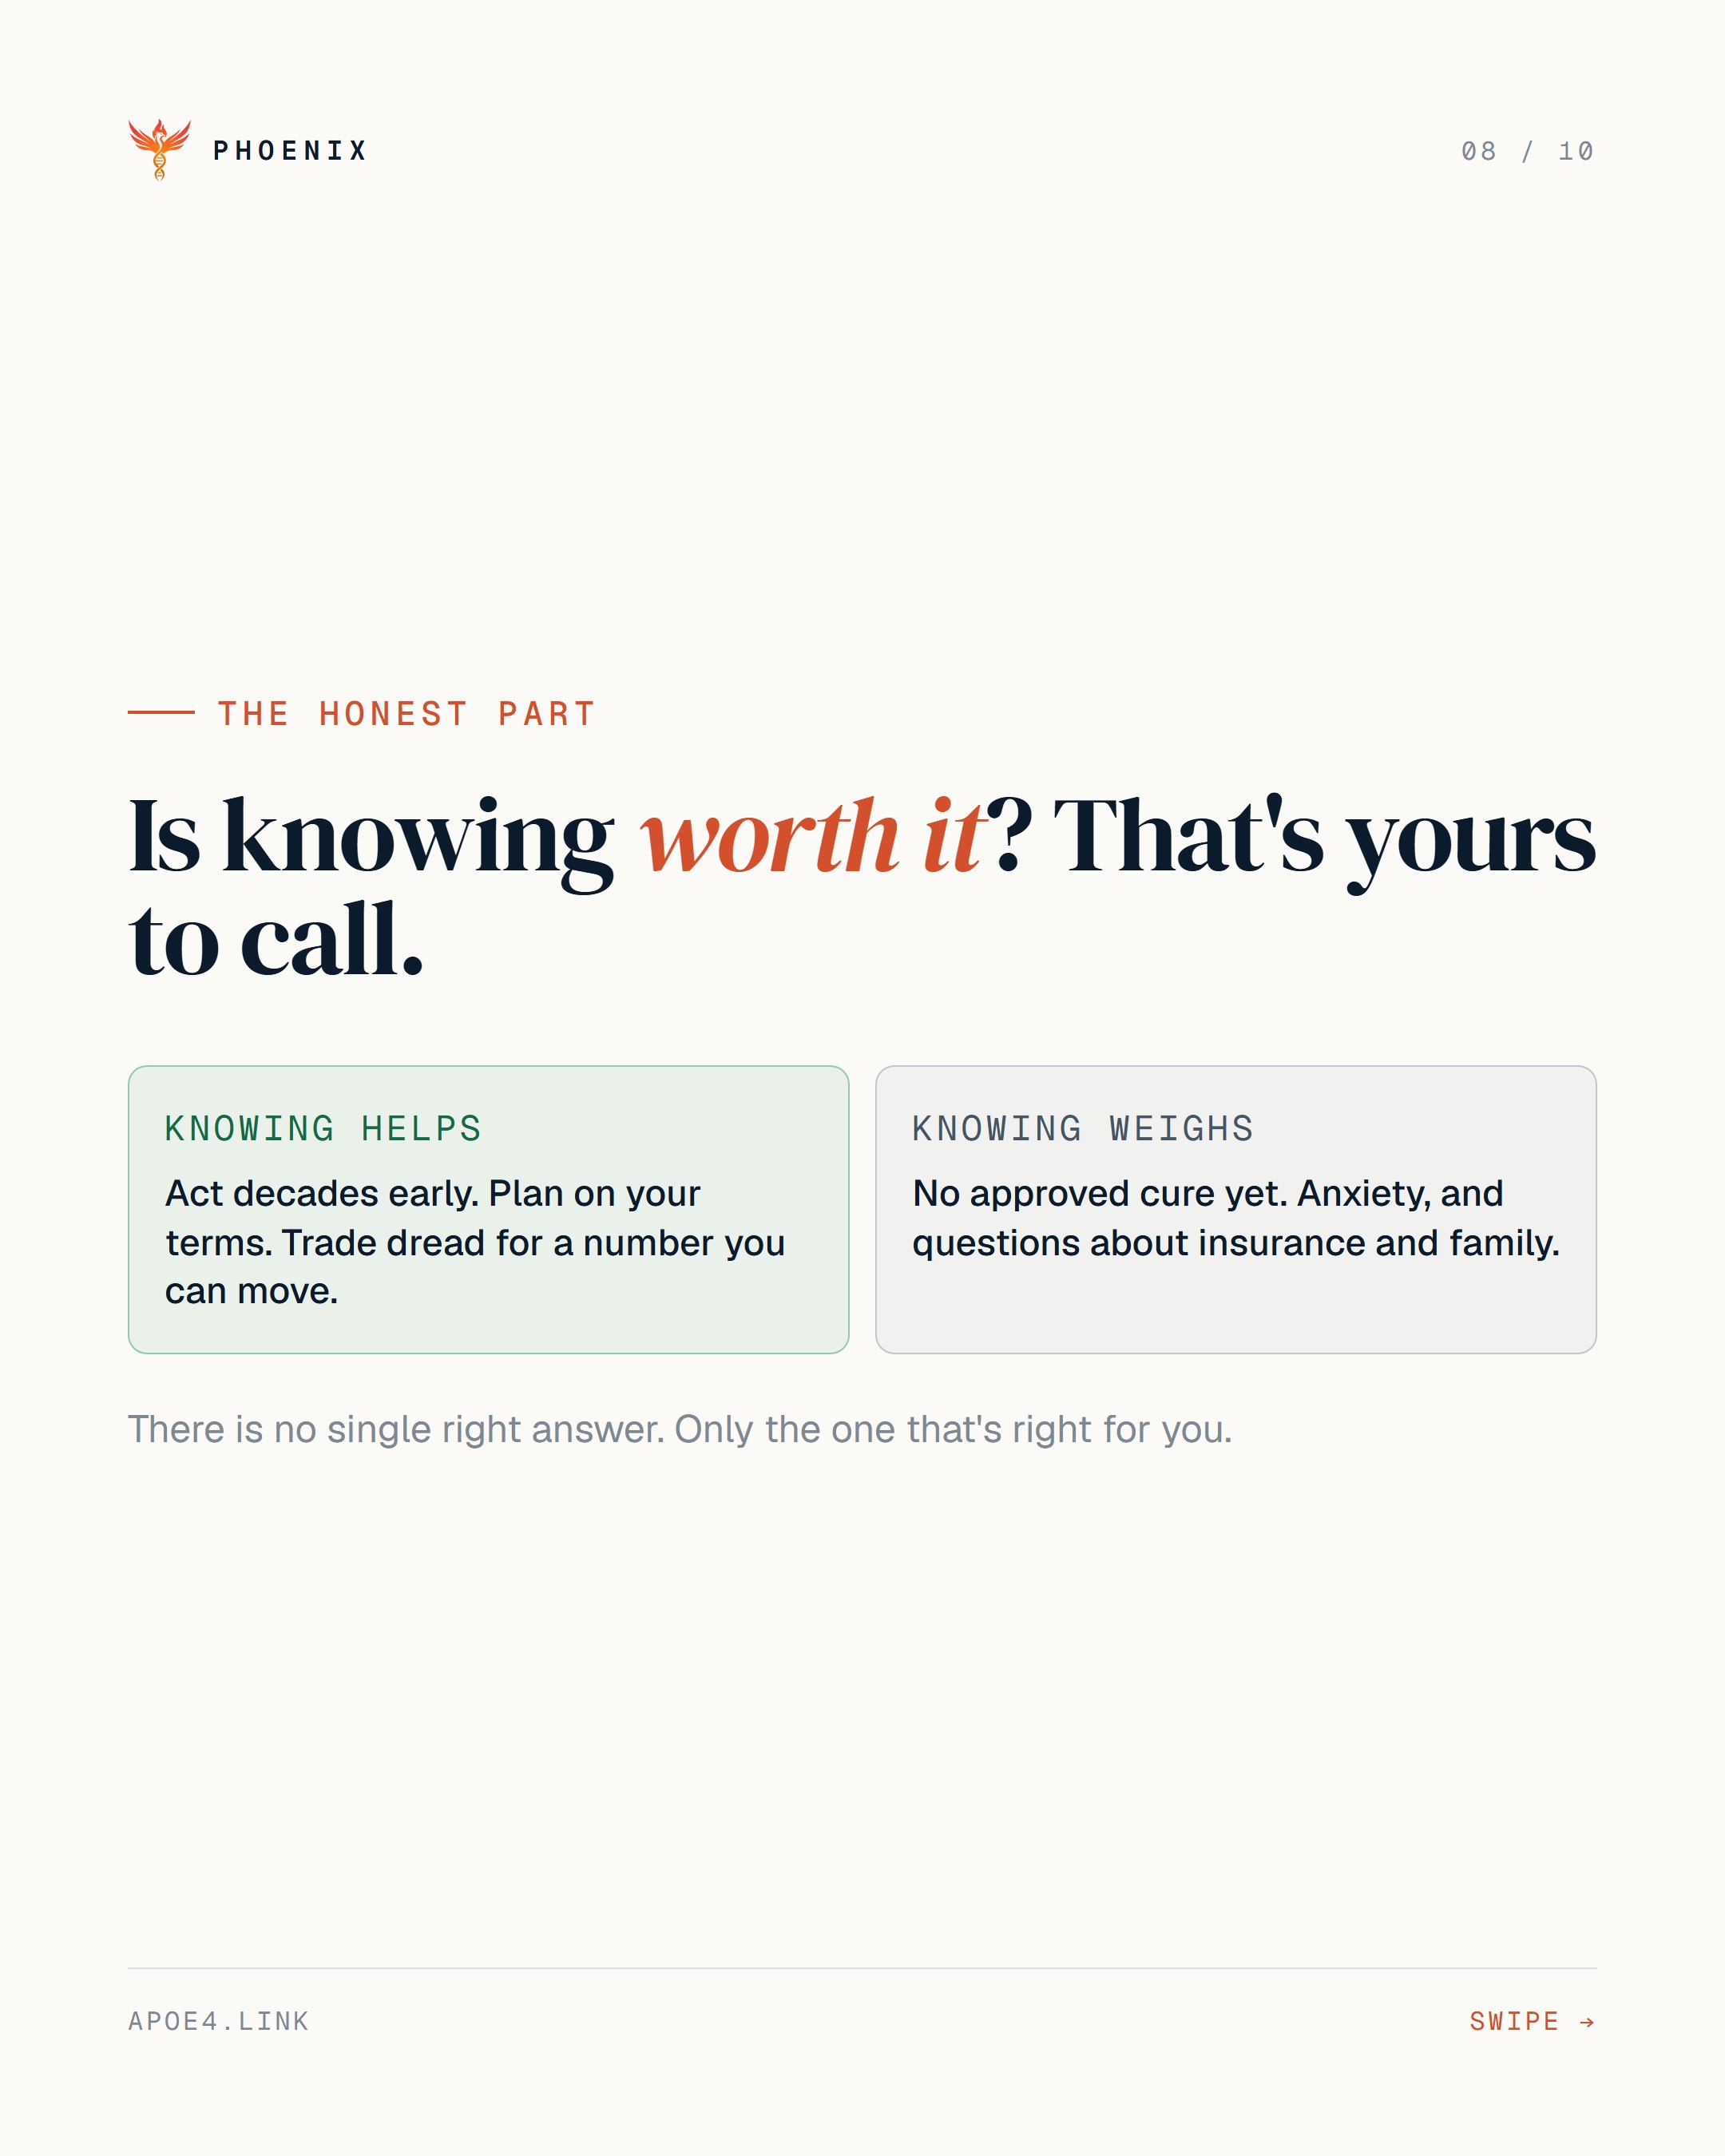 PHOENIX
08 / 10
THE HONEST PART
Is knowing worth it? That's yours
to call.
KNOWING HELPS
Act decades early. Plan on your
terms. Trade dread for a number you
can move.
KNOWING WEIGHS
No approved cure yet. Anxiety, and
questions about insurance and family.
There is no single right answer. Only the one that's right for you.
APOE4.LINK
SWIPE →